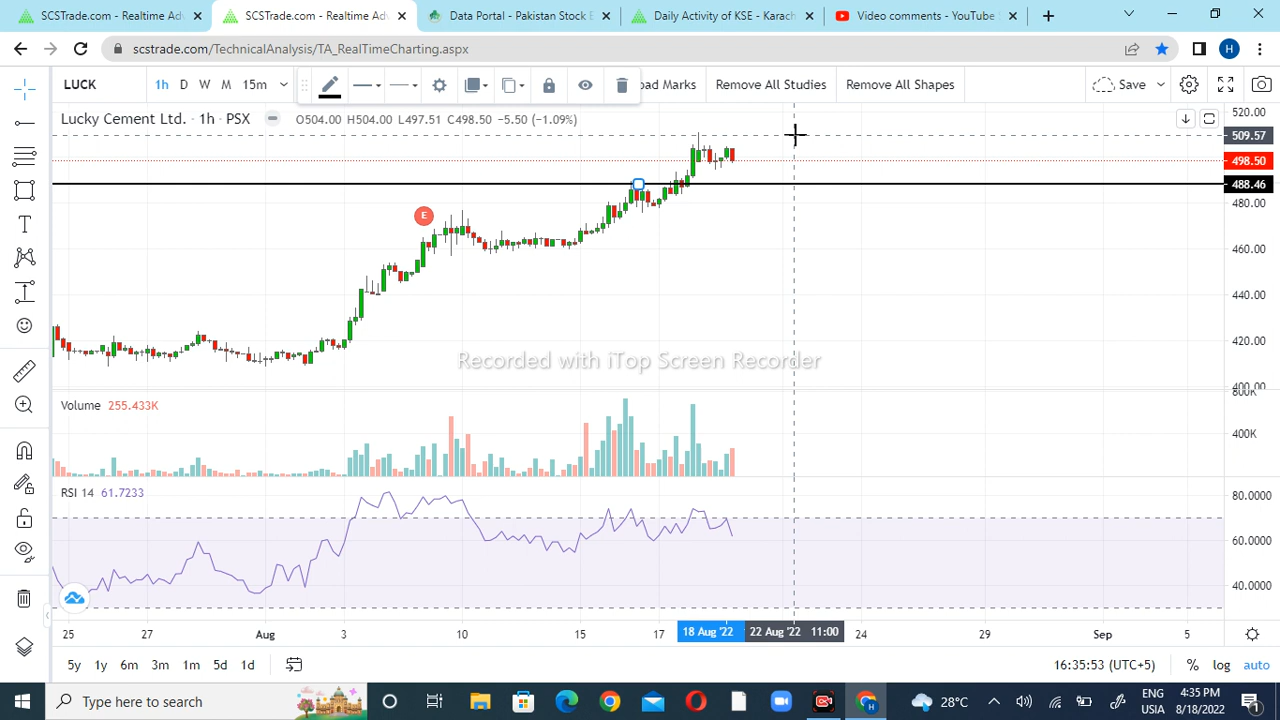 SCSTrade.com - Realtime Adv
SCSTrade.com - Realtime Adv
Data Portal - Pakistan Stock E
Daily Activity of KSE - Karach
Video comments - YouTube S
scstrade.com/TechnicalAnalysis/TA_RealTimeCharting.aspx
H
LUCK
1h
D
W
M
15m
oad Marks
Remove All Studies
Remove All Shapes
Save
Lucky Cement Ltd. · 1h · PSX
O504.00 H504.00 L497.51 C498.50 -5.50 (-1.09%)
520.00
509.57
498.50
488.46
480.00
460.00
440.00
420.00
400.00
E
Recorded with iTop Screen Recorder
Volume 255.433K
800K
400K
RSI 14 61.7233
80.0000
60.0000
40.0000
25
27
Aug
3
10
15
17
18 Aug '22
22 Aug '22 11:00
24
29
Sep
5
5y
1y
6m
3m
1m
5d
1d
16:35:53 (UTC+5)
%
log
auto
Type here to search
28°C
ENG
USIA
4:35 PM
8/18/2022
1